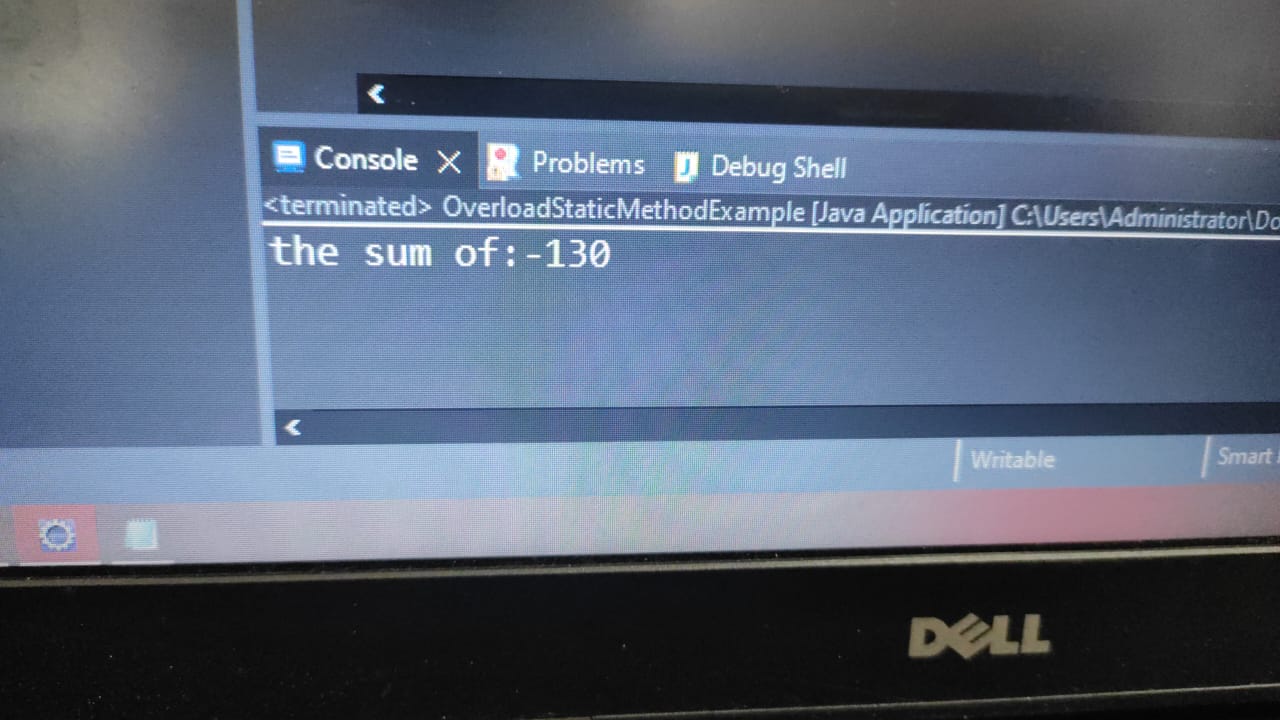 Console Problems Debug Shell
<terminated> OverloadStaticMethodExample [Java Application] C:\Users\Administrator\Do
the sum of:-130
Writable Smart
DELL